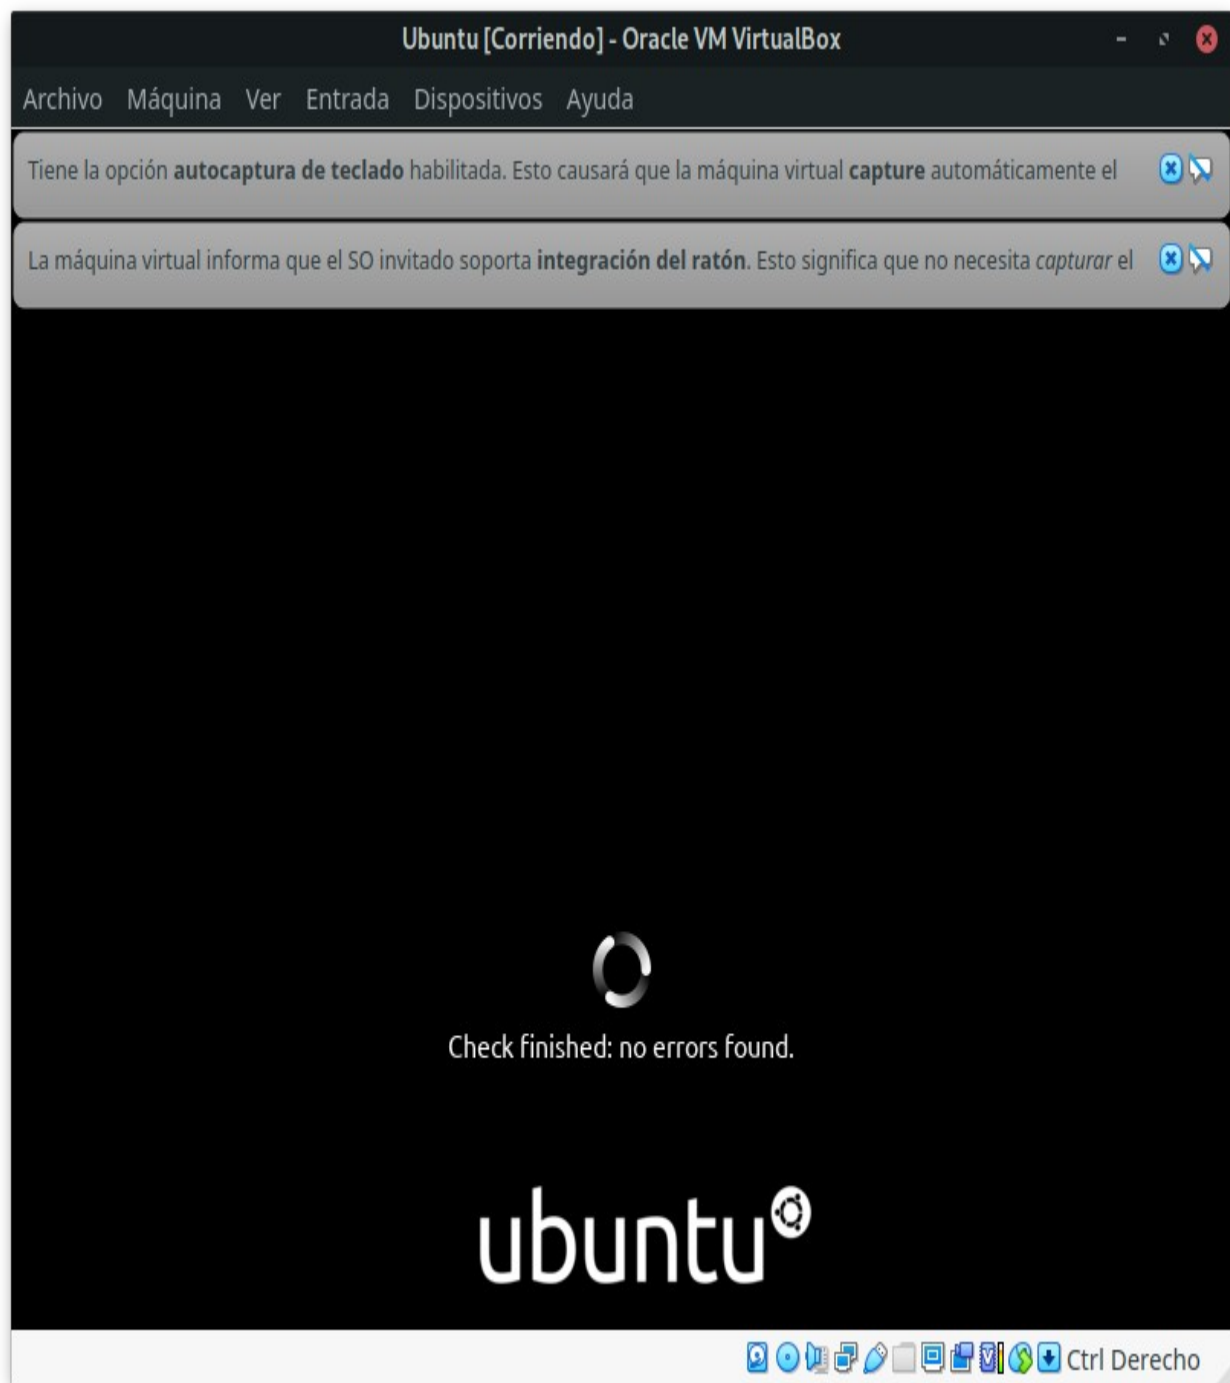 Ubuntu [Corriendo] - Oracle VM VirtualBox
Archivo Máquina Ver Entrada Dispositivos Ayuda
Tiene la opción autocaptura de teclado habilitada. Esto causará que la máquina virtual capture automáticamente el
La máquina virtual informa que el SO invitado soporta integración del ratón. Esto significa que no necesita capturar el
Check finished: no errors found.
ubuntu
Ctrl Derecho